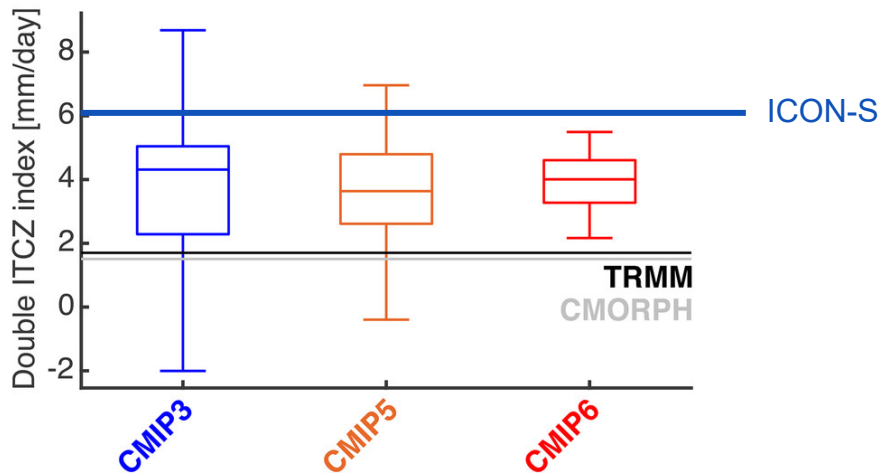 Double ITCZ index [mm/day]
8
6
4
2
0
-2
ICON-S
TRMM
CMORPH
CMIP3
CMIP5
CMIP6